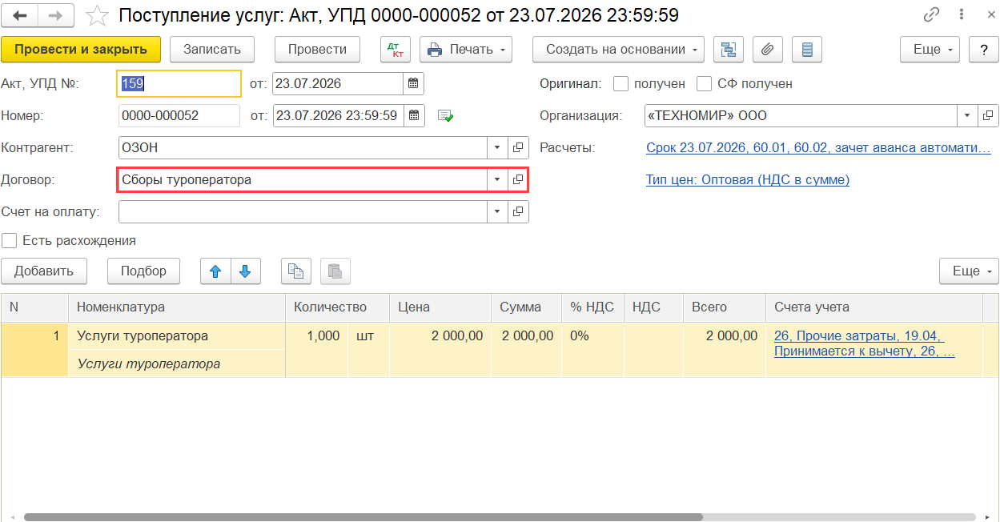 Поступление услуг: Акт, УПД 0000-000052 от 23.07.2026 23:59:59
Провести и закрыть Записать Провести Дт Кт Печать Создать на основании Еще ?
Акт, УПД №: 159 от: 23.07.2026 Оригинал: получен СФ получен
Номер: 0000-000052 от: 23.07.2026 23:59:59 Организация: «ТЕХНОМИР» ООО
Контрагент: ОЗОН Расчеты: Срок 23.07.2026, 60.01, 60.02, зачет аванса автомати...
Договор: Сборы туроператора Тип цен: Оптовая (НДС в сумме)
Счет на оплату:
Есть расхождения
Добавить Подбор Еще
N Номенклатура Количество Цена Сумма % НДС НДС Всего Счета учета
1 Услуги туроператора 1,000 шт 2 000,00 2 000,00 0% 2 000,00 26, Прочие затраты, 19.04,
Принимается к вычету, 26, ...
Услуги туроператора